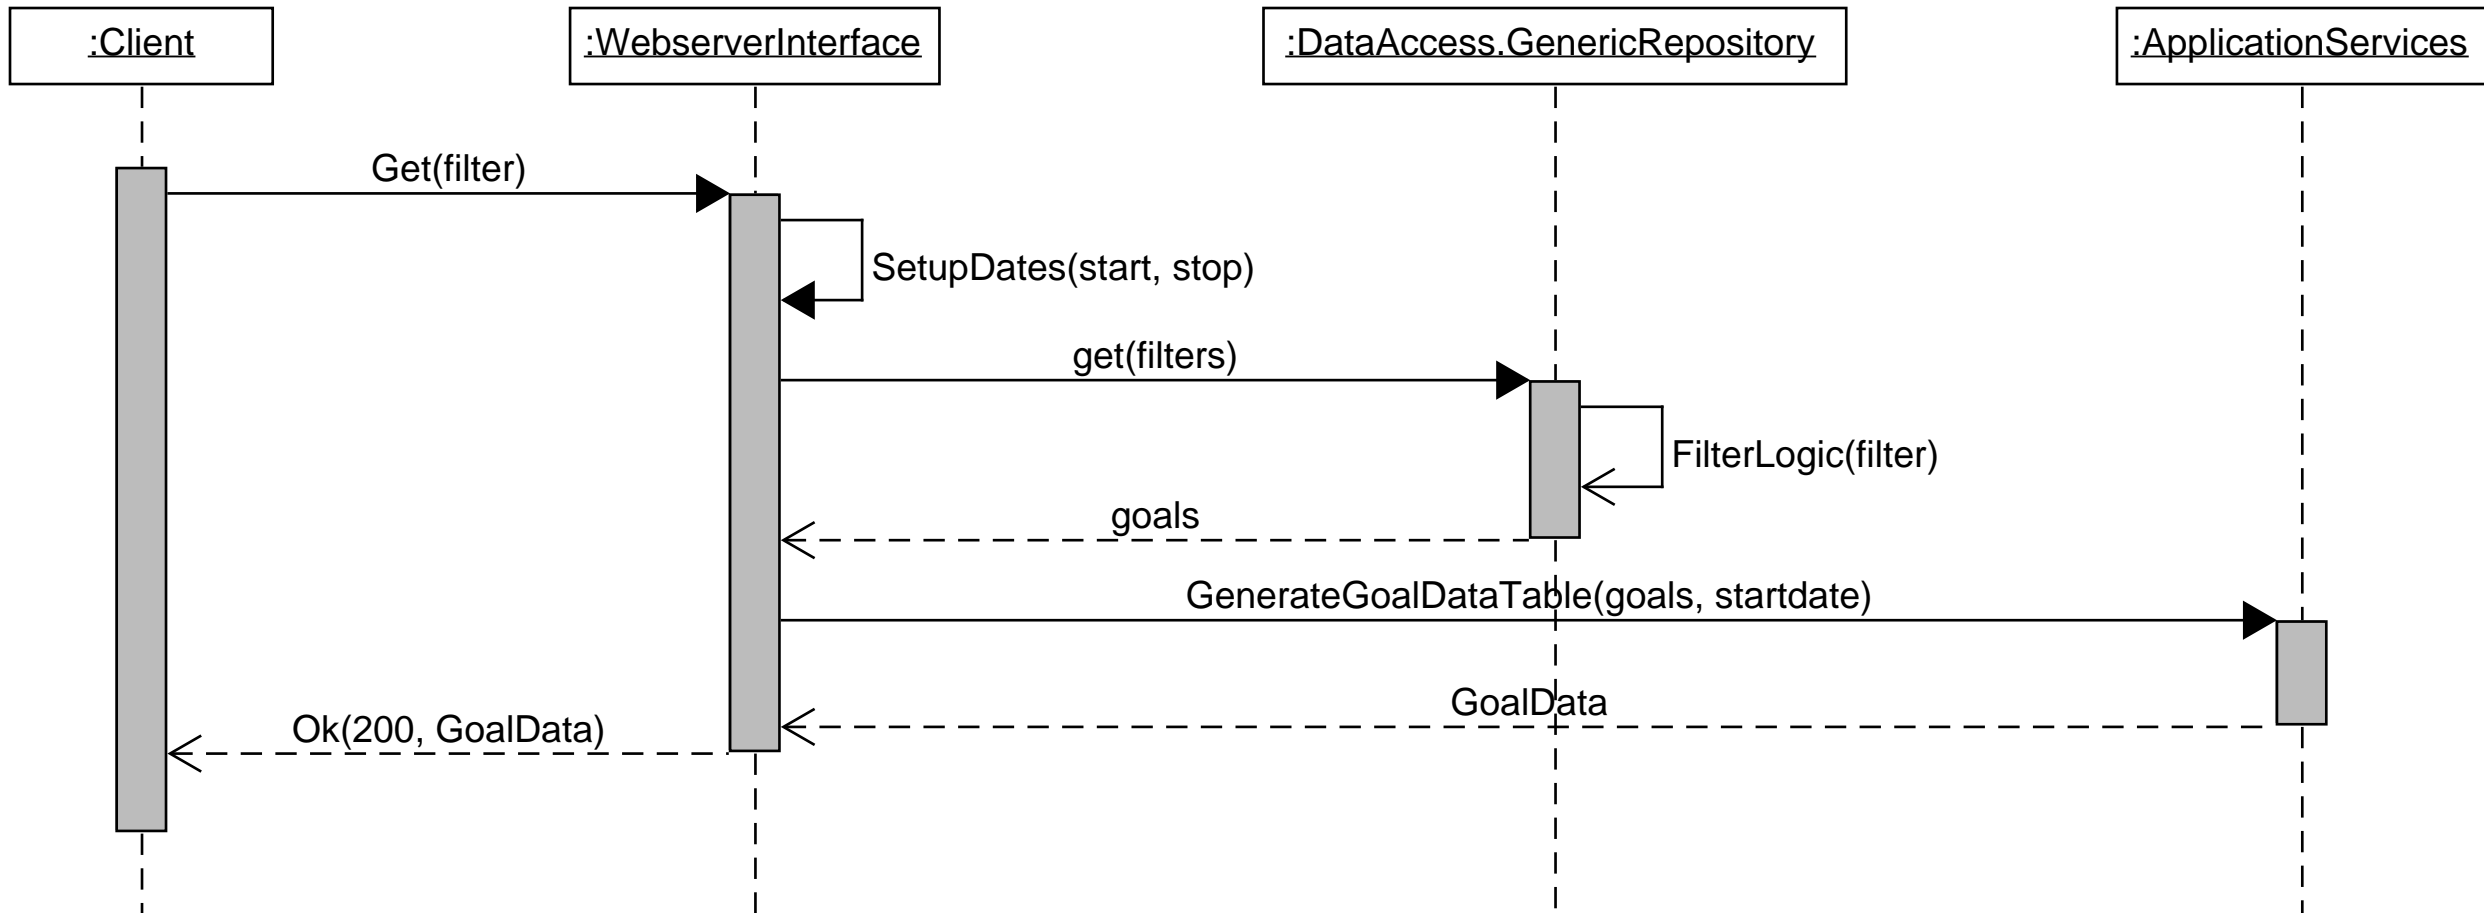 :Client
:WebserverInterface
:DataAccess.GenericRepository
:ApplicationServices
Get(filter)
SetupDates(start, stop)
get(filters)
FilterLogic(filter)
goals
GenerateGoalDataTable(goals, startdate)
GoalData
Ok(200, GoalData)